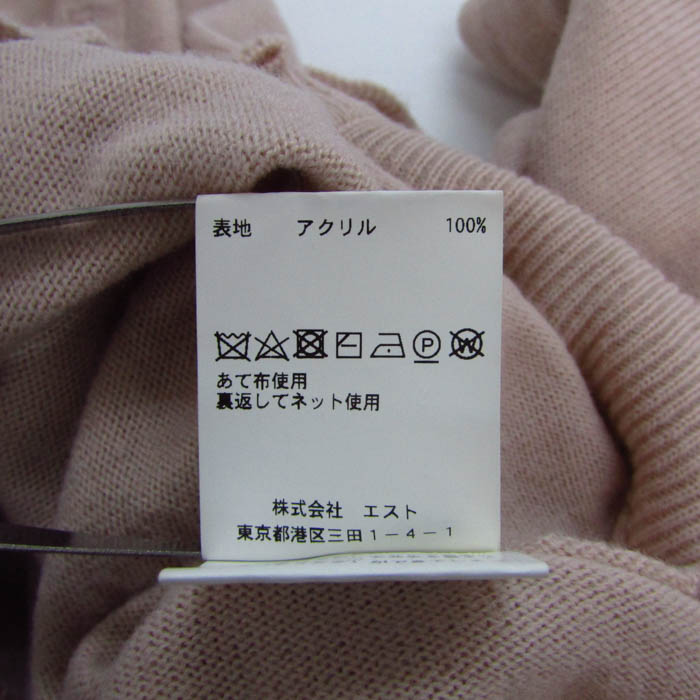 表地 アクリル 100%
P W
あて布使用
裏返してネット使用
株式会社 エスト
東京都港区三田1-4-1